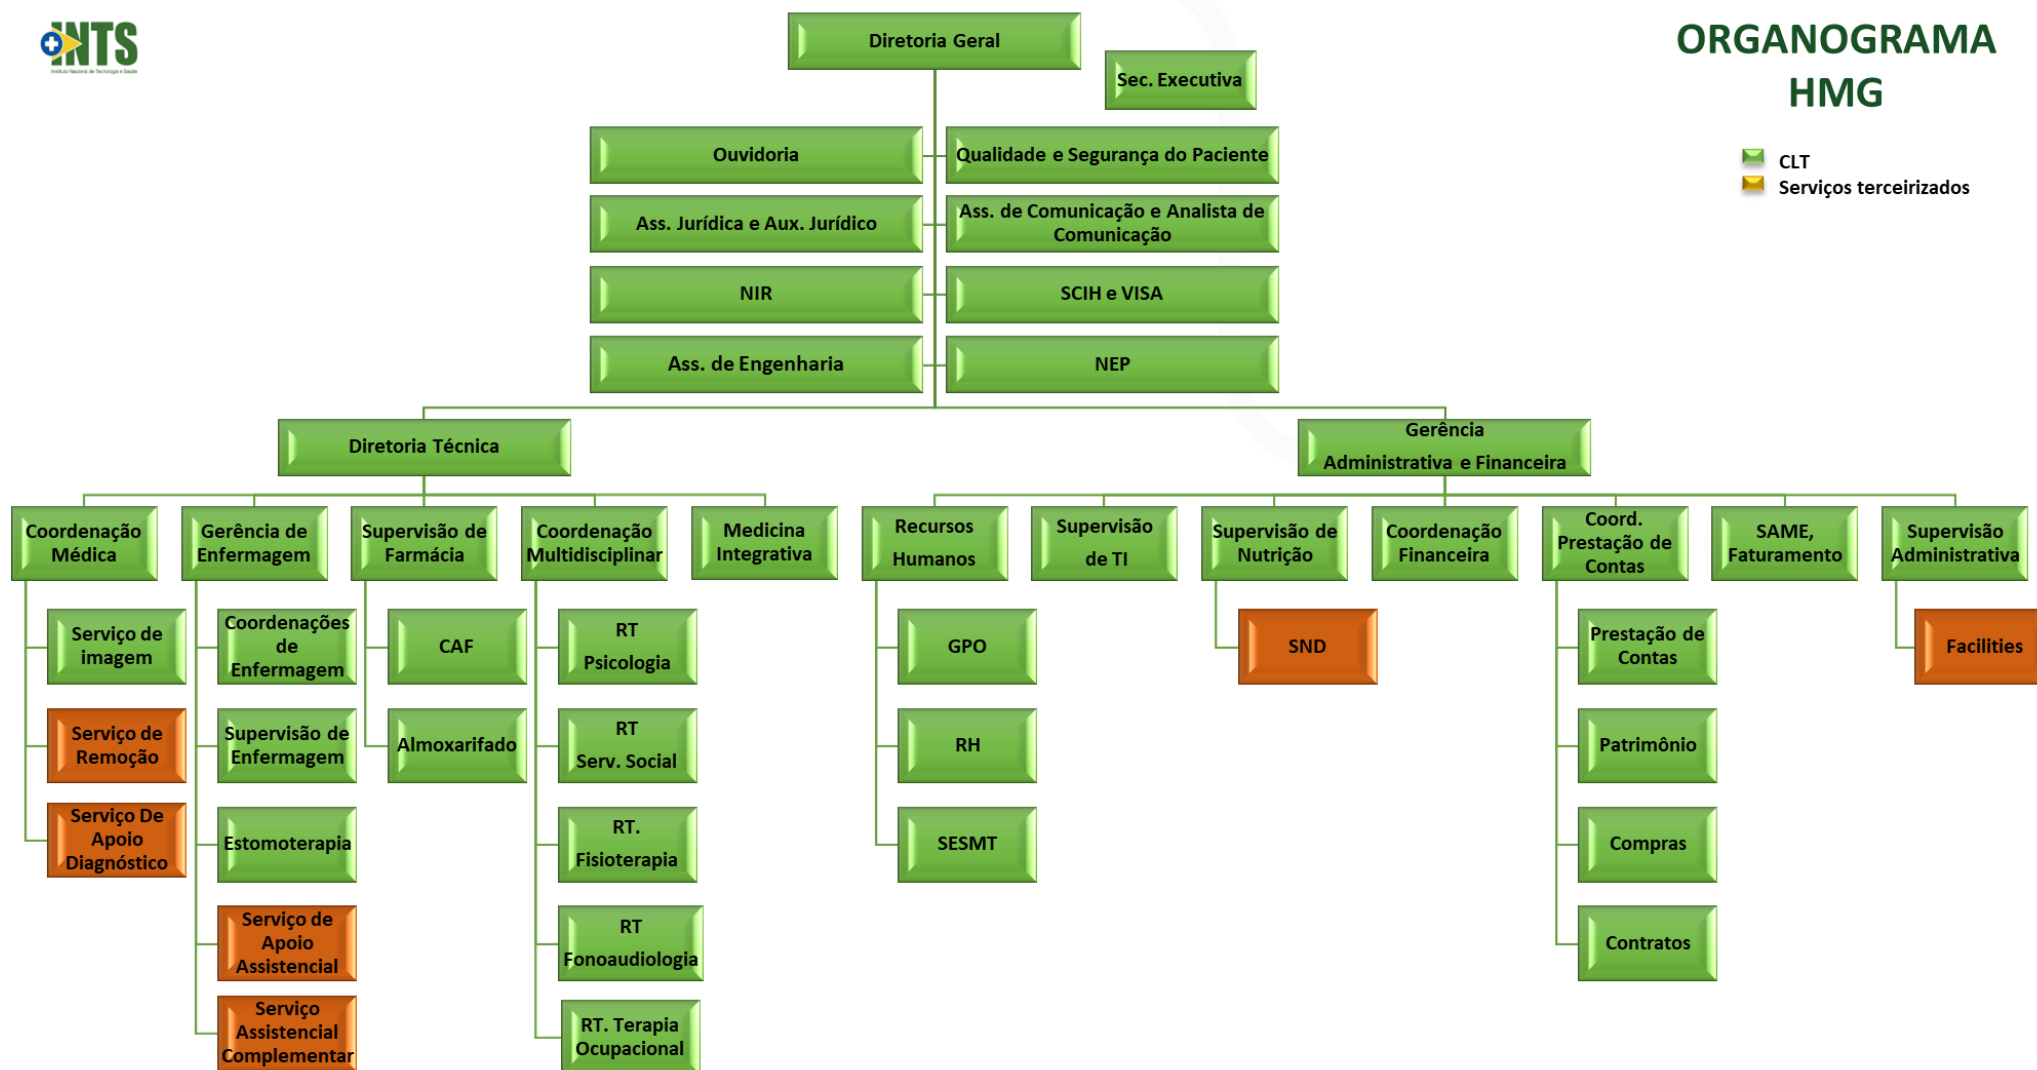 INTS
Instituto Nacional de Tecnologia e Saúde
Diretoria Geral
Sec. Executiva
ORGANOGRAMA
HMG
CLT
Serviços terceirizados
Ouvidoria
Qualidade e Segurança do Paciente
Ass. Jurídica e Aux. Jurídico
Ass. de Comunicação e Analista de
Comunicação
NIR
SCIH e VISA
Ass. de Engenharia
NEP
Diretoria Técnica
Gerência
Administrativa e Financeira
Coordenação
Médica
Gerência de
Enfermagem
Supervisão de
Farmácia
Coordenação
Multidisciplinar
Medicina
Integrativa
Recursos
Humanos
Supervisão
de TI
Supervisão de
Nutrição
Coordenação
Financeira
Coord.
Prestação de
Contas
SAME,
Faturamento
Supervisão
Administrativa
Serviço de
imagem
Coordenações
de
Enfermagem
CAF
RT
Psicologia
GPO
SND
Prestação de
Contas
Facilities
Serviço de
Remoção
Supervisão de
Enfermagem
Almoxarifado
RT
Serv. Social
RH
Patrimônio
Serviço De
Apoio
Diagnóstico
Estomoterapia
RT.
Fisioterapia
SESMT
Compras
Serviço de
Apoio
Assistencial
RT
Fonoaudiologia
Contratos
Serviço
Assistencial
Complementar
RT. Terapia
Ocupacional